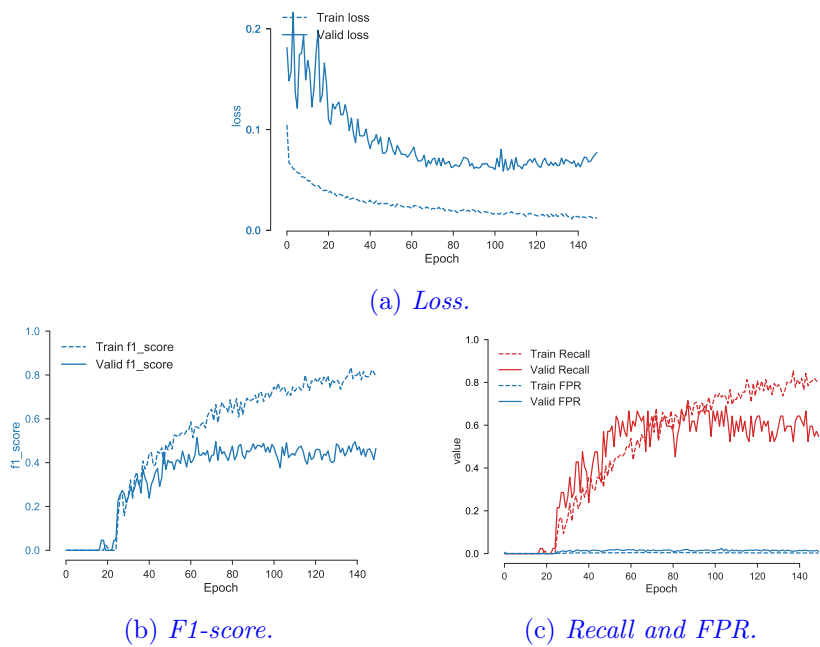 Train loss
Valid loss
0.2
0.1
0.0
loss
0 20 40 60 80 100 120 140
Epoch
(a) Loss.
1.0
0.8
0.6
0.4
0.2
0.0
f1_score
Train f1_score
Valid f1_score
0 20 40 60 80 100 120 140
Epoch
(b) F1-score.
1.0
0.8
0.6
0.4
0.2
0.0
value
Train Recall
Valid Recall
Train FPR
Valid FPR
0 20 40 60 80 100 120 140
Epoch
(c) Recall and FPR.